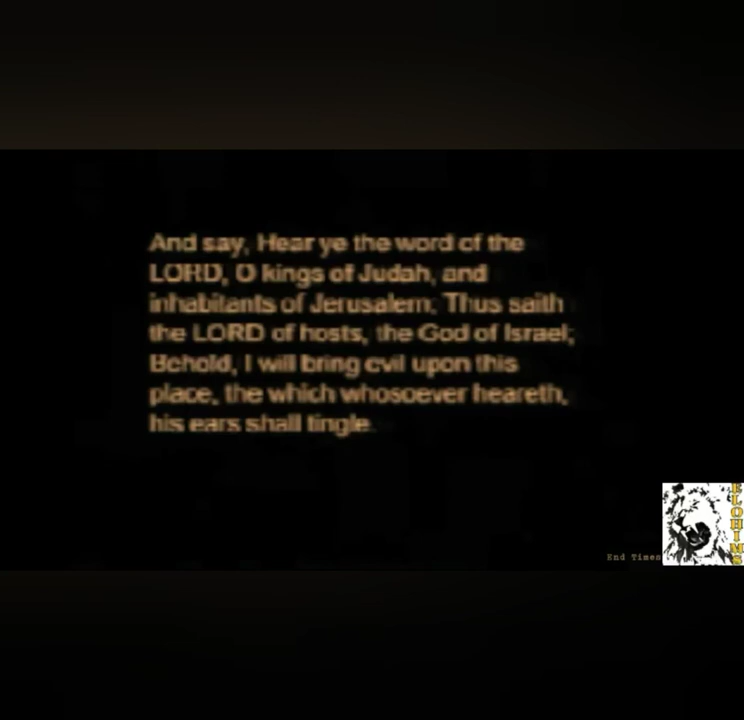 And say, Hear ye the word of the
LORD, O kings of Judah, and
inhabitants of Jerusalem; Thus saith
the LORD of hosts, the God of Israel;
Behold, I will bring evil upon this
place, the which whosoever heareth,
his ears shall tingle.
End Times
ELOHIMS